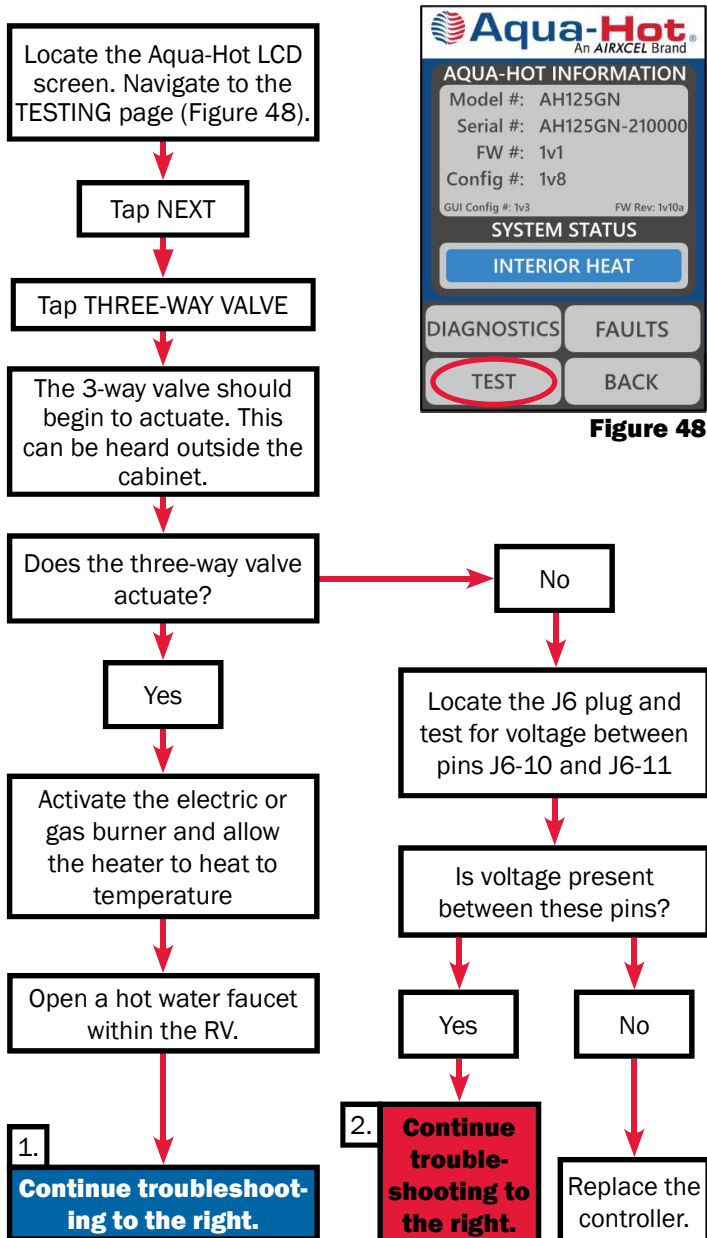 Locate the Aqua-Hot LCD
screen. Navigate to the
TESTING page (Figure 48).
Tap NEXT
Tap THREE-WAY VALVE
The 3-way valve should
begin to actuate. This
can be heard outside the
cabinet.
Does the three-way valve
actuate?
Yes
Activate the electric or
gas burner and allow
the heater to heat to
temperature
Open a hot water faucet
within the RV.
1.
Continue troubleshoot-
ing to the right.
Aqua-Hot®
An AIRXCEL Brand
AQUA-HOT INFORMATION
Model #: AH125GN
Serial #: AH125GN-210000
FW #: 1v1
Config #: 1v8
GUI Config #: 1v3 FW Rev: 1v10a
SYSTEM STATUS
INTERIOR HEAT
DIAGNOSTICS FAULTS
TEST BACK
Figure 48
No
Locate the J6 plug and
test for voltage between
pins J6-10 and J6-11
Is voltage present
between these pins?
Yes
2.
Continue
trouble-
shooting to
the right.
No
Replace the
controller.